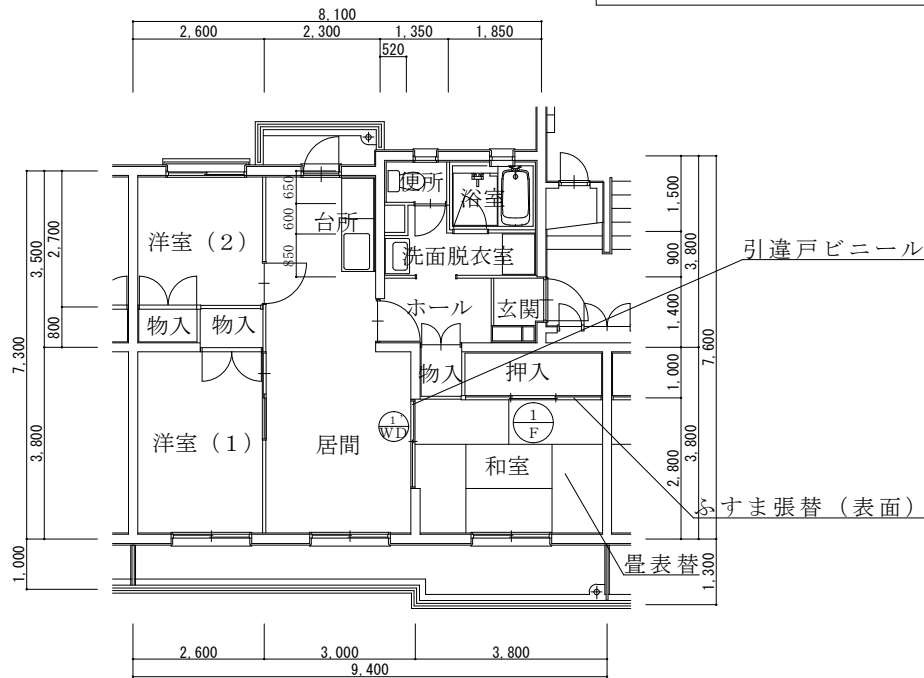 8,100
2,600
2,300
1,350
1,850
520
650
600
850
台所
便所
浴室
洋室（2）
洗面脱衣室
引違戸ビニール
ホール
玄関
物入
物入
物入
押入
1
WD
1
F
洋室（1）
居間
和室
ふすま張替（表面）
畳表替
7,300
3,500
2,700
800
3,800
1,000
1,500
900
1,400
1,000
2,800
3,800
3,800
7,600
1,300
2,600
3,000
3,800
9,400